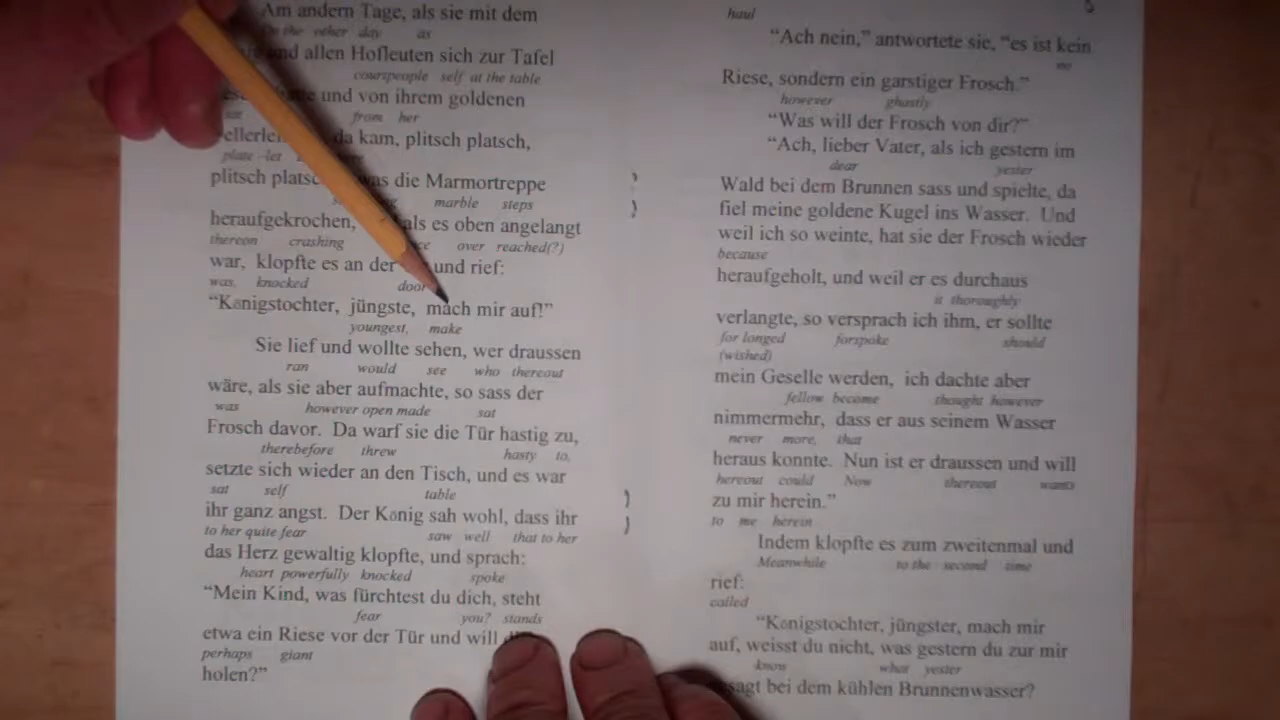 Am andern Tage, als sie mit dem
the other day as
und allen Hofleuten sich zur Tafel
courspeople self at the table
und von ihrem goldenen
from her
da kam, plitsch platsch,
plate -let
plitsch was die Marmortreppe
marble steps
heraufgekrochen, als es oben angelangt
thereon crashing over reached(?)
war, klopfte es an der und rief:
was, knocked door
“Konigstochter, jüngste, mach mir auf!”
youngest, make
Sie lief und wollte sehen, wer draussen
ran would see who thereout
wäre, als sie aber aufmachte, so sass der
was however open made sat
Frosch davor. Da warf sie die Tür hastig zu,
therebefore threw hasty to,
setzte sich wieder an den Tisch, und es war
sat self table
ihr ganz angst. Der Konig sah wohl, dass ihr
to her quite fear saw well that to her
das Herz gewaltig klopfte, und sprach:
heart powerfully knocked spoke
“Mein Kind, was fürchtest du dich, steht
fear you? stands
etwa ein Riese vor der Tür und will
perhaps giant
holen?”
haul
“Ach nein,” antwortete sie, “es ist kein
no
Riese, sondern ein garstiger Frosch.”
however ghastly
“Was will der Frosch von dir?”
“Ach, lieber Vater, als ich gestern im
dear yester
Wald bei dem Brunnen sass und spielte, da
fiel meine goldene Kugel ins Wasser. Und
weil ich so weinte, hat sie der Frosch wieder
because
heraufgeholt, und weil er es durchaus
it thoroughly
verlangte, so versprach ich ihm, er sollte
for longed forspoke should
(wished)
mein Geselle werden, ich dachte aber
fellow become thought however
nimmermehr, dass er aus seinem Wasser
never more, that
heraus konnte. Nun ist er draussen und will
hereout could Now thereout wants
zu mir herein.”
to me herein
Indem klopfte es zum zweitenmal und
Meanwhile to the second time
rief:
called
“Konigstochter, jüngster, mach mir
auf, weisst du nicht, was gestern du zur mir
know what yester
bei dem kühlen Brunnenwasser?